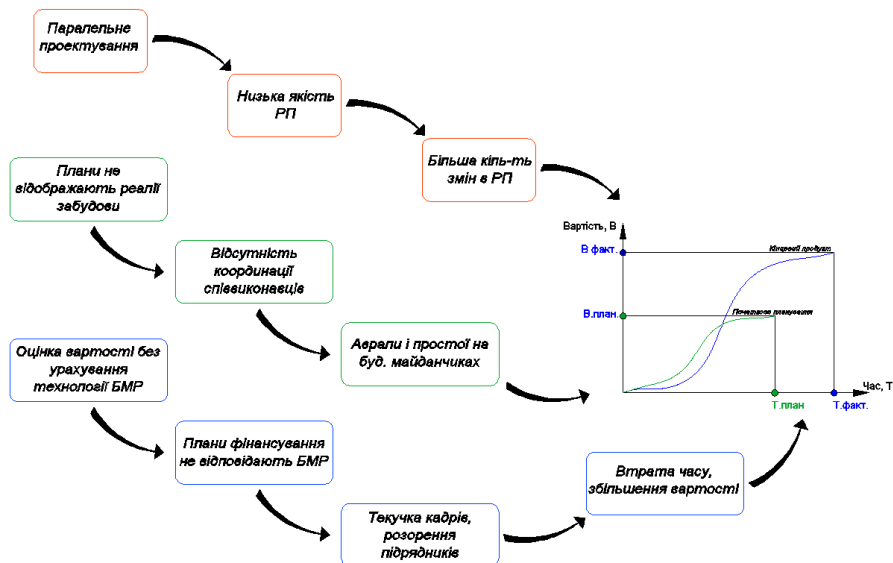 Паралельне
проектування
Низька якість
РП
Більша кіль-ть
змін в РП
Плани не
відображають реалії
забудови
Відсутність
координації
співвиконавців
Аврали і простої на
буд. майданчиках
Оцінка вартості без
урахування
технології БМР
Плани фінансування
не відповідають БМР
Текучка кадрів,
розорення
підрядників
Втрата часу,
збільшення вартості
Вартість, В
В факт.
Кінцевий продукт
В.план.
Початкове планування
Час, Т
Т.план
Т.факт.